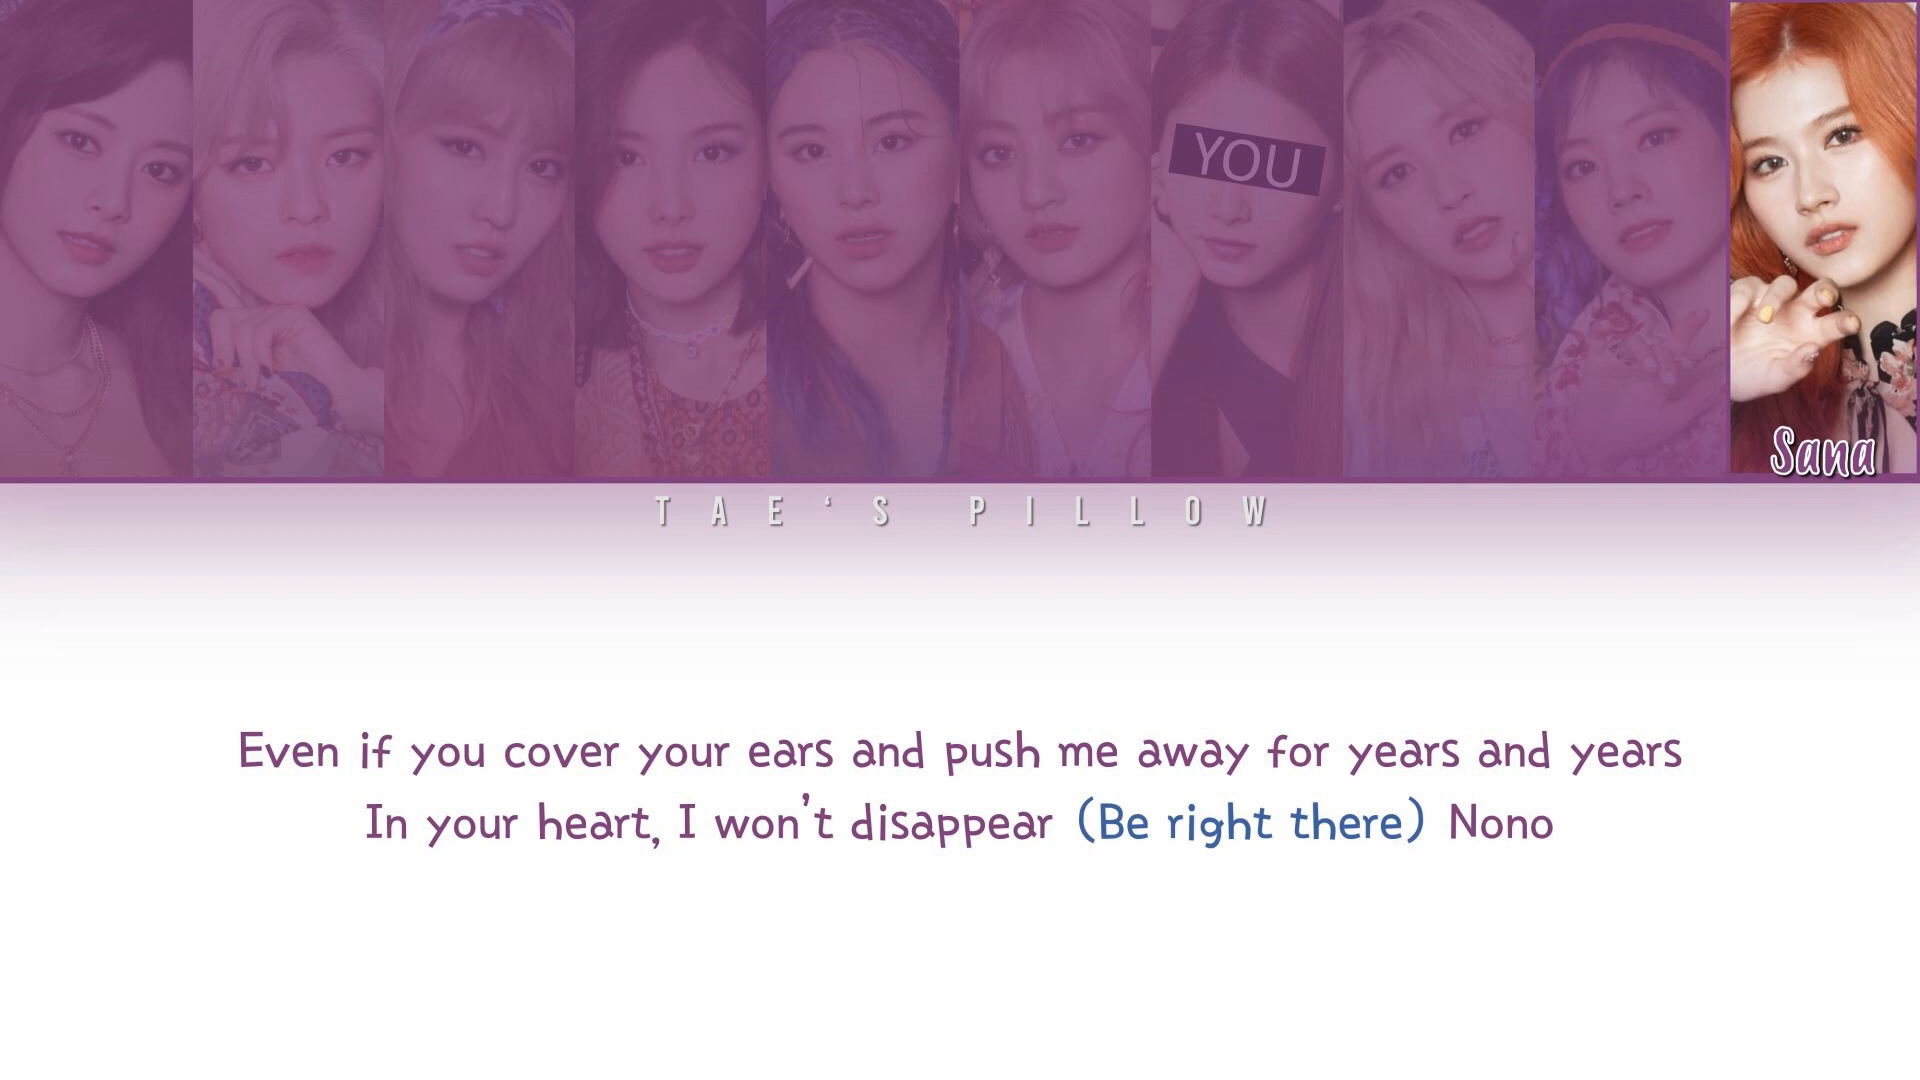 YOU
Sana
TAE‘S PILLOW
Even if you cover your ears and push me away for years and years
In your heart, I won't disappear (Be right there) Nono